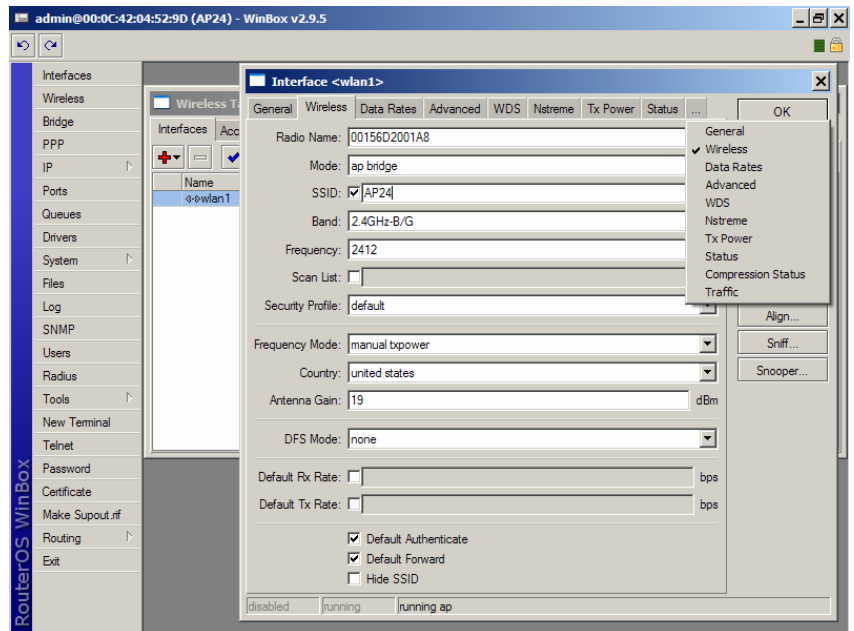 admin@00:0C:42:04:52:9D (AP24) - WinBox v2.9.5
RouterOS WinBox
Interfaces
Wireless
Bridge
PPP
IP
Ports
Queues
Drivers
System
Files
Log
SNMP
Users
Radius
Tools
New Terminal
Telnet
Password
Certificate
Make Supout.rif
Routing
Exit
Wireless Ta
Interfaces Acc
Name
wlan1
Interface <wlan1>
General Wireless Data Rates Advanced WDS Nstreme Tx Power Status ...
Radio Name: 00156D2001A8
Mode: ap bridge
SSID: AP24
Band: 2.4GHz-B/G
Frequency: 2412
Scan List:
Security Profile: default
Frequency Mode: manual txpower
Country: united states
Antenna Gain: 19 dBm
DFS Mode: none
Default Rx Rate: bps
Default Tx Rate: bps
Default Authenticate
Default Forward
Hide SSID
disabled running running ap
OK
General
Wireless
Data Rates
Advanced
WDS
Nstreme
Tx Power
Status
Compression Status
Traffic
Align...
Sniff...
Snooper...